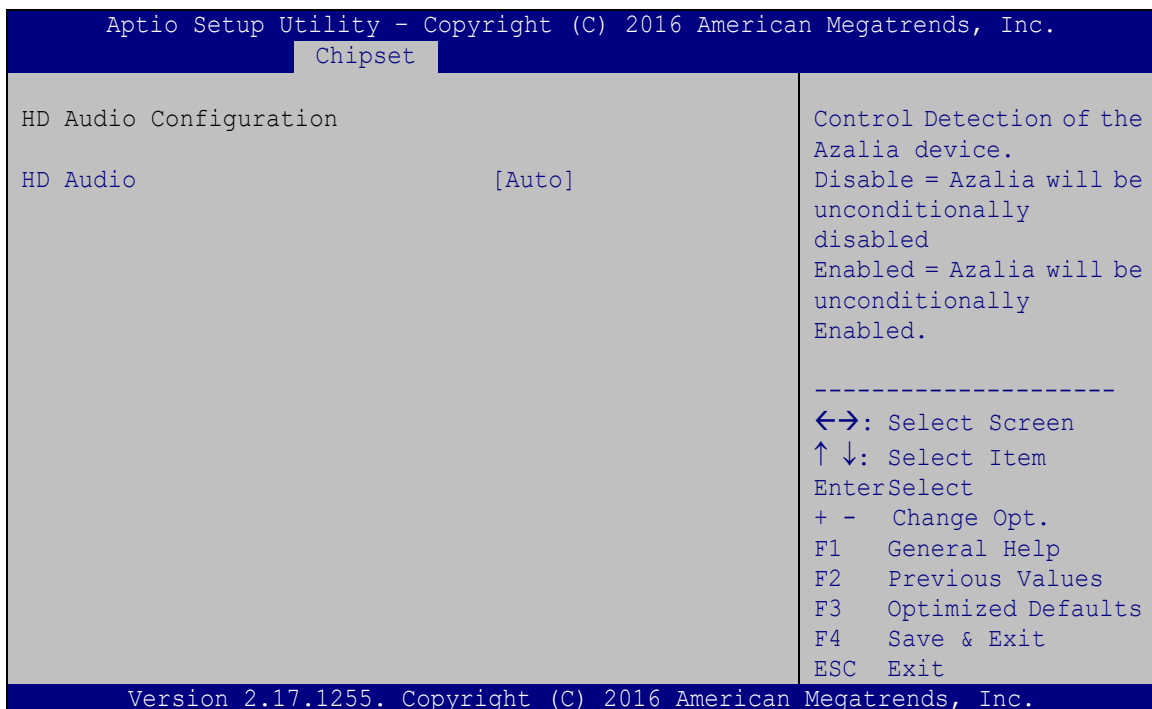 Aptio Setup Utility – Copyright (C) 2016 American Megatrends, Inc.
Chipset
HD Audio Configuration
HD Audio [Auto]
Control Detection of the
Azalia device.
Disable = Azalia will be
unconditionally
disabled
Enabled = Azalia will be
unconditionally
Enabled.
---------------------
←→: Select Screen
↑ ↓: Select Item
EnterSelect
+ - Change Opt.
F1 General Help
F2 Previous Values
F3 Optimized Defaults
F4 Save & Exit
ESC Exit
Version 2.17.1255. Copyright (C) 2016 American Megatrends, Inc.